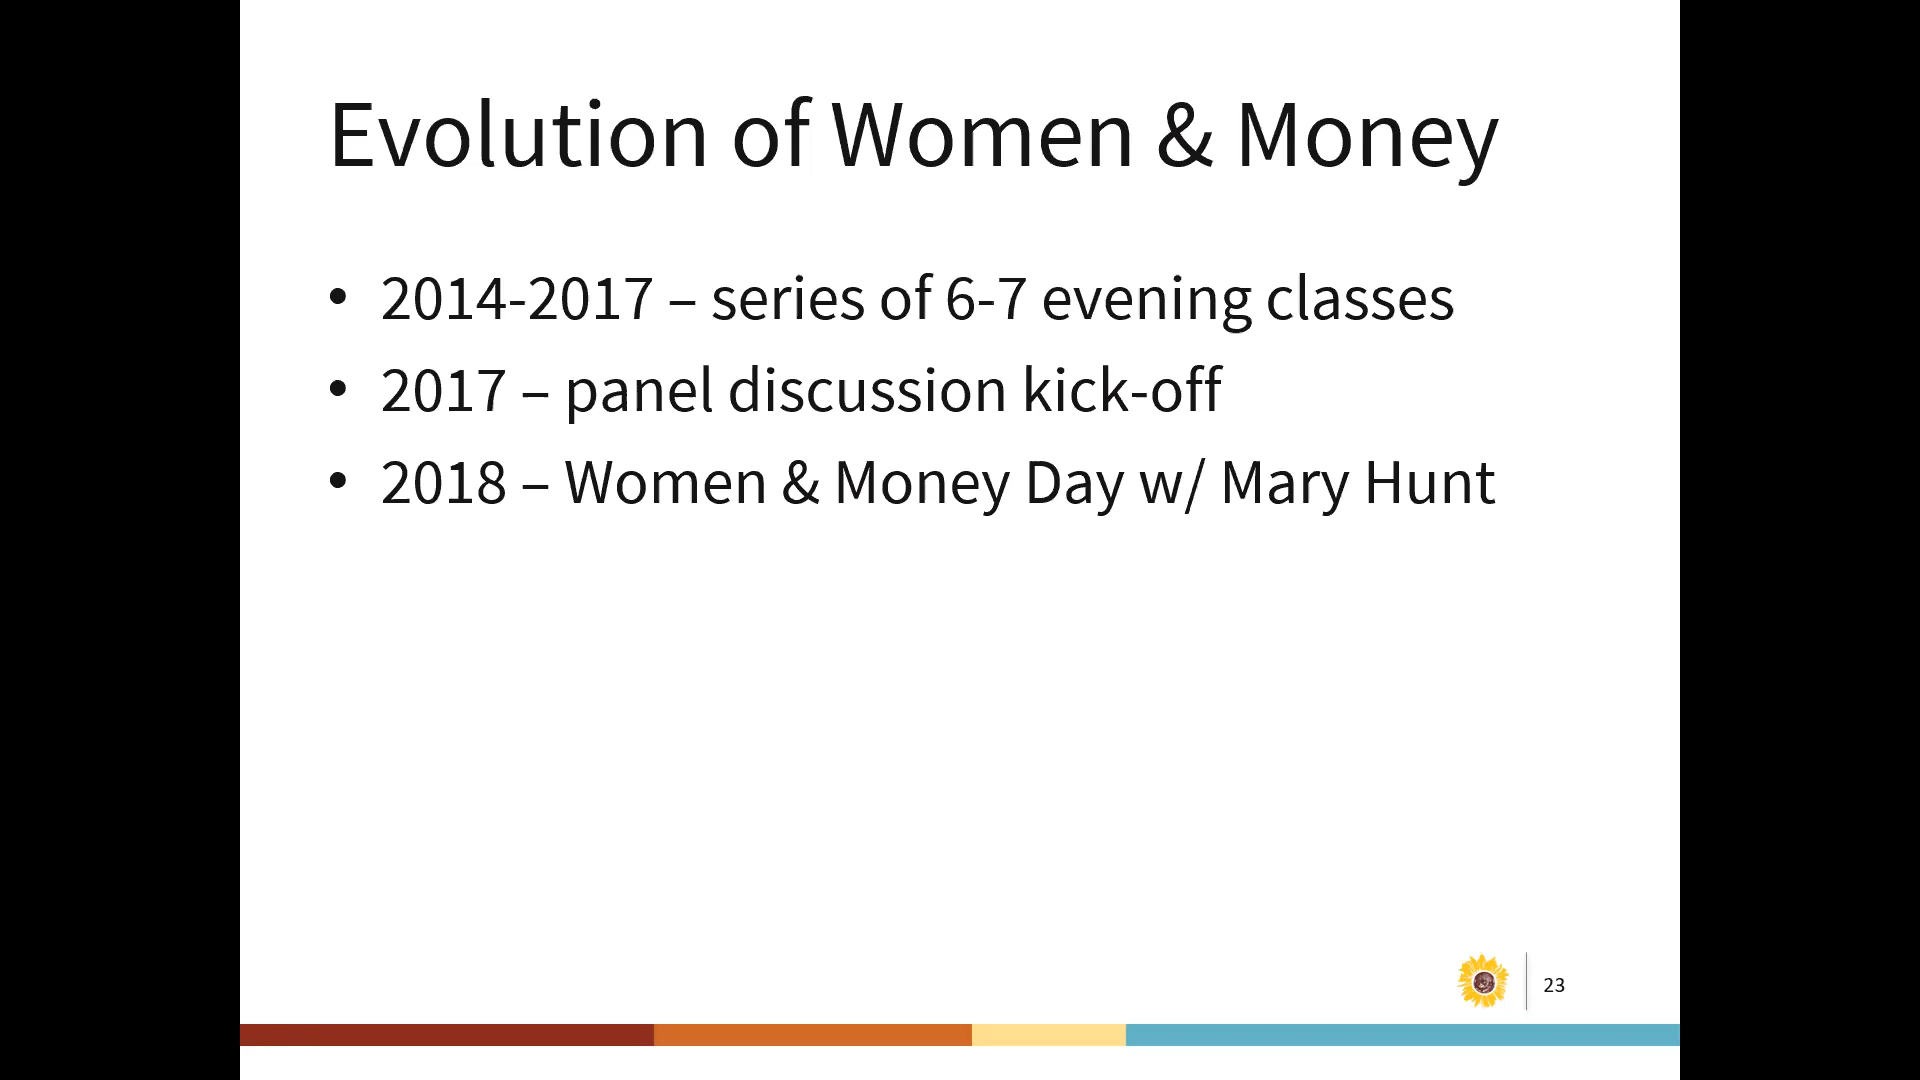 Evolution of Women & Money
• 2014-2017 – series of 6-7 evening classes
• 2017 – panel discussion kick-off
• 2018 – Women & Money Day w/ Mary Hunt
23